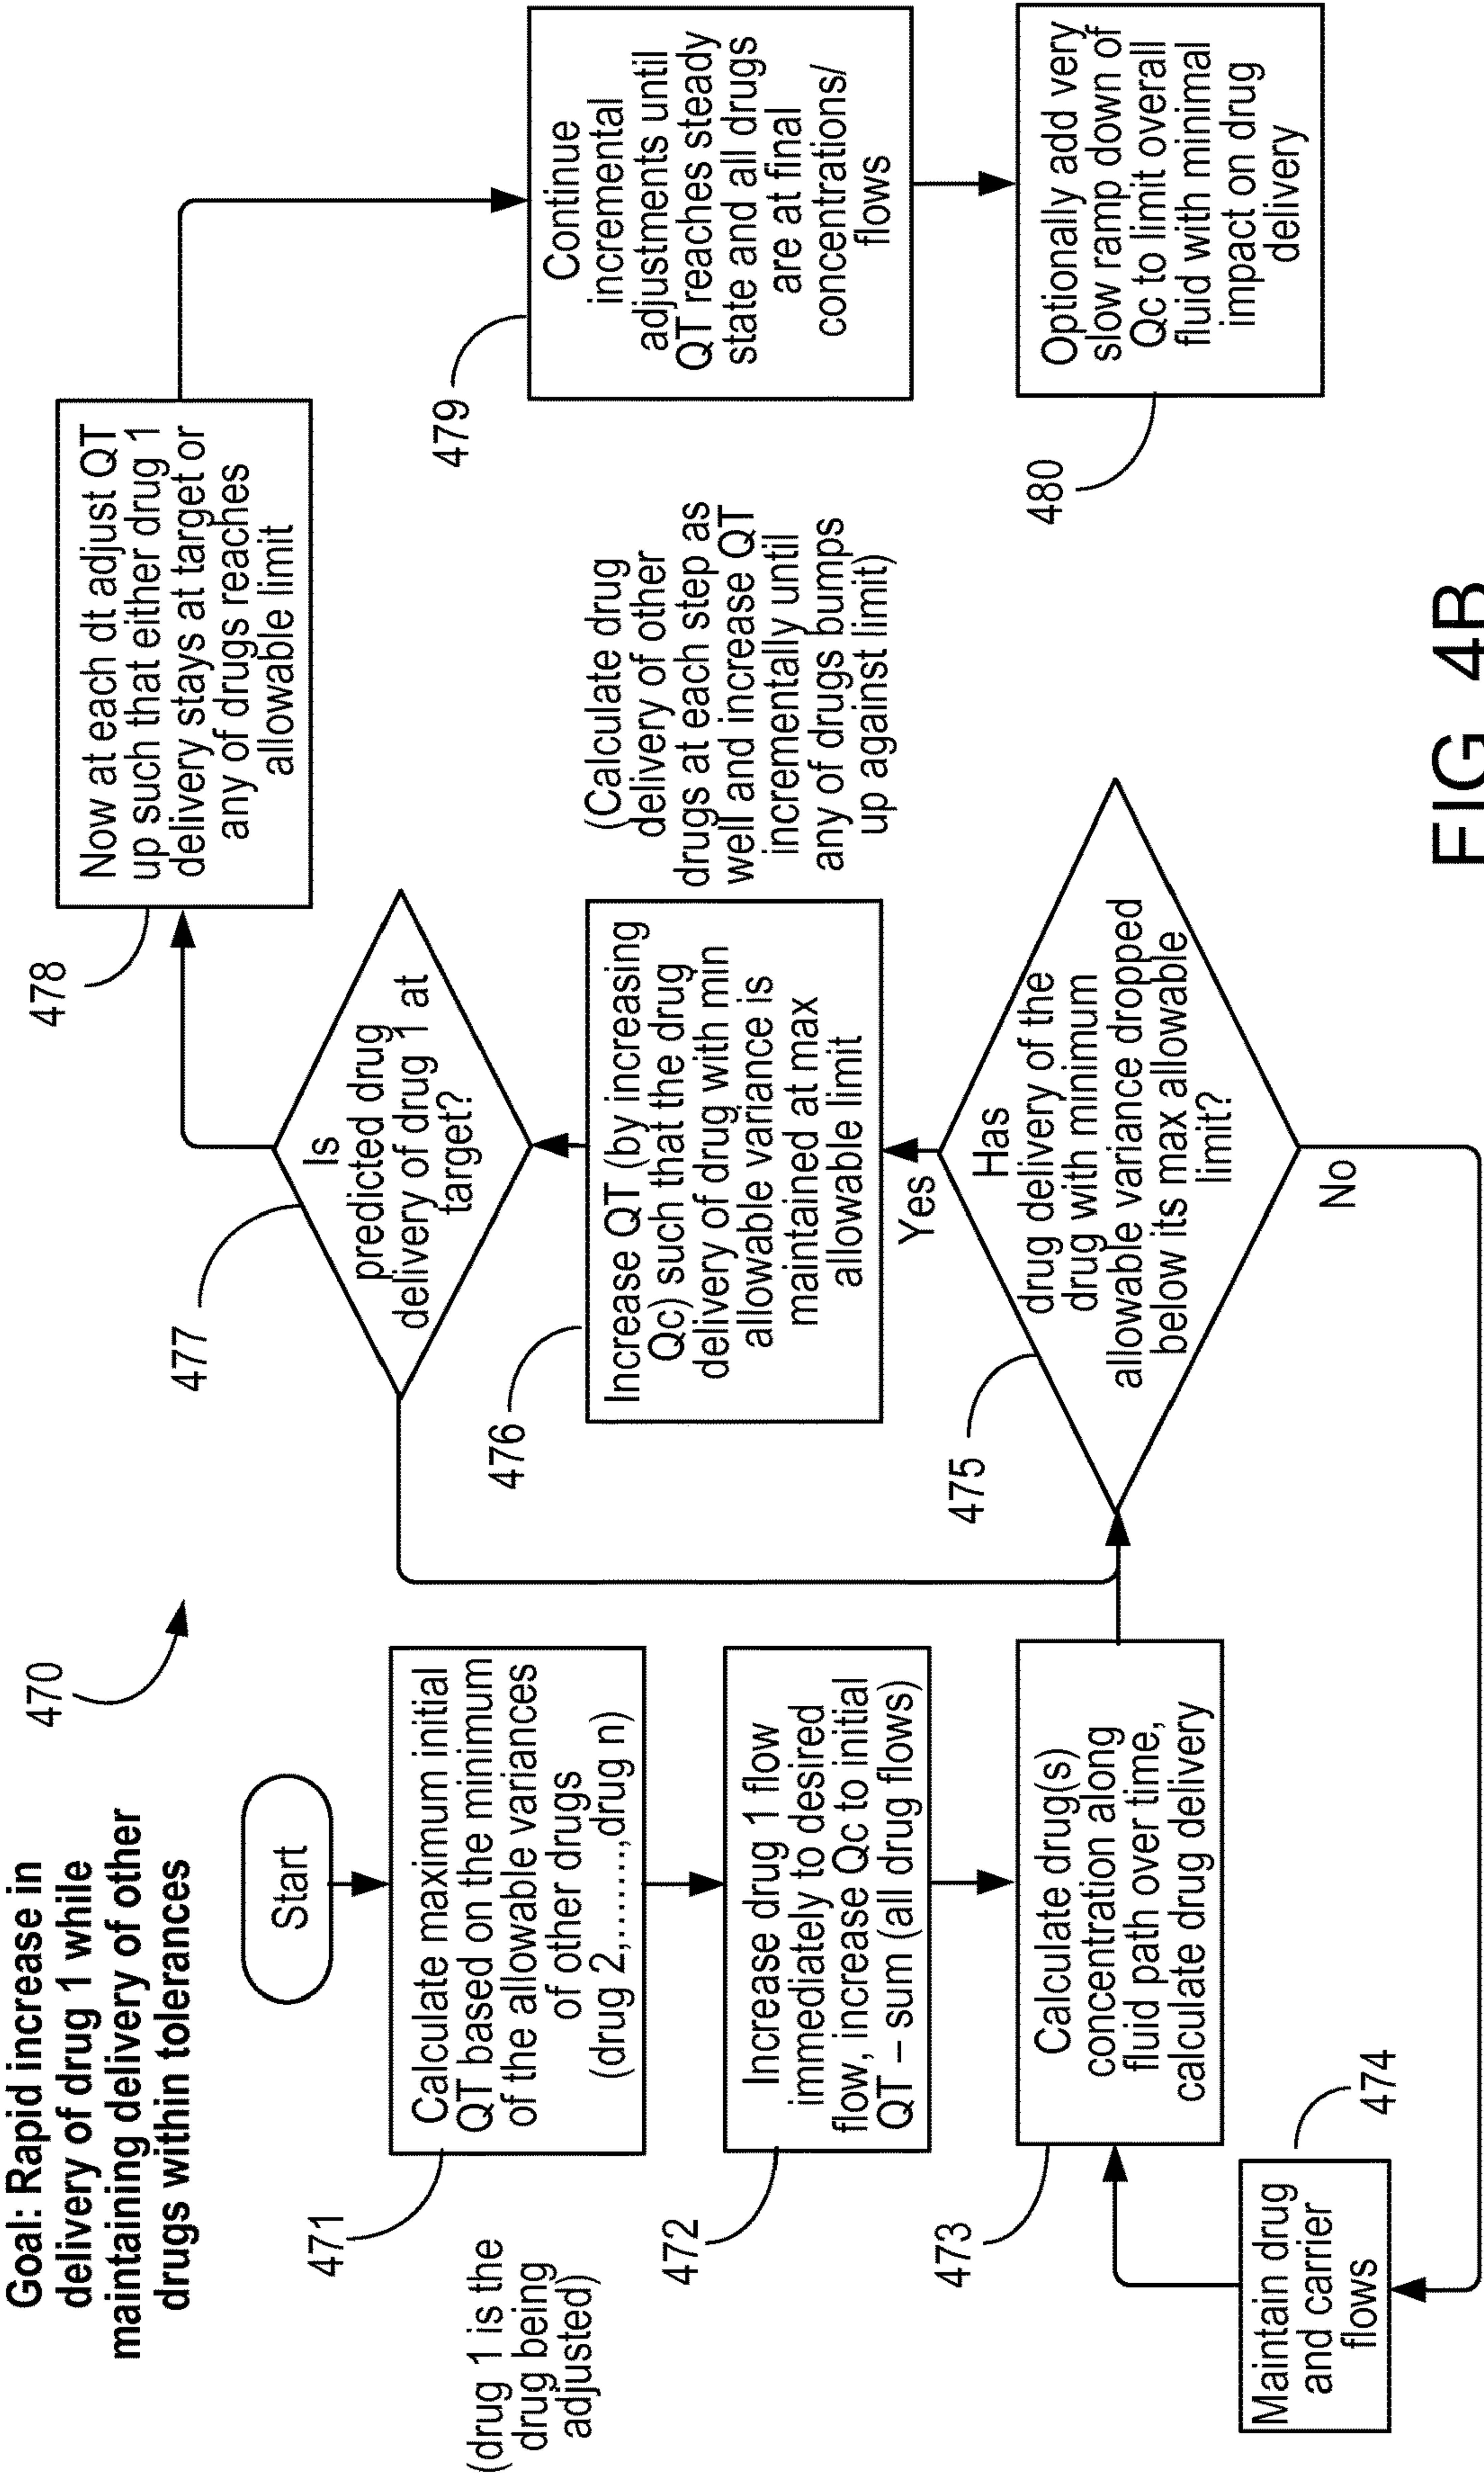 Goal: Rapid increase in
delivery of drug 1 while
maintaining delivery of other
drugs within tolerances
470
Start
(drug 1 is the
drug being
adjusted)
471
Calculate maximum initial
QT based on the minimum
of the allowable variances
of other drugs
(drug 2,.......,drug n)
472
Increase drug 1 flow
immediately to desired
flow, increase Qc to initial
QT – sum (all drug flows)
473
Calculate drug(s)
concentration along
fluid path over time,
calculate drug delivery
474
Maintain drug
and carrier
flows
475
Has
drug delivery of the
drug with minimum
allowable variance dropped
below its max allowable
limit?
Yes
No
476
Increase QT (by increasing
Qc) such that the drug
delivery of drug with min
allowable variance is
maintained at max
allowable limit
(Calculate drug
delivery of other
drugs at each step as
well and increase QT
incrementally until
any of drugs bumps
up against limit)
477
Is
predicted drug
delivery of drug 1 at
target?
478
Now at each dt adjust QT
up such that either drug 1
delivery stays at target or
any of drugs reaches
allowable limit
479
Continue
incremental
adjustments until
QT reaches steady
state and all drugs
are at final
concentrations/
flows
480
Optionally add very
slow ramp down of
Qc to limit overall
fluid with minimal
impact on drug
delivery
FIG 4B